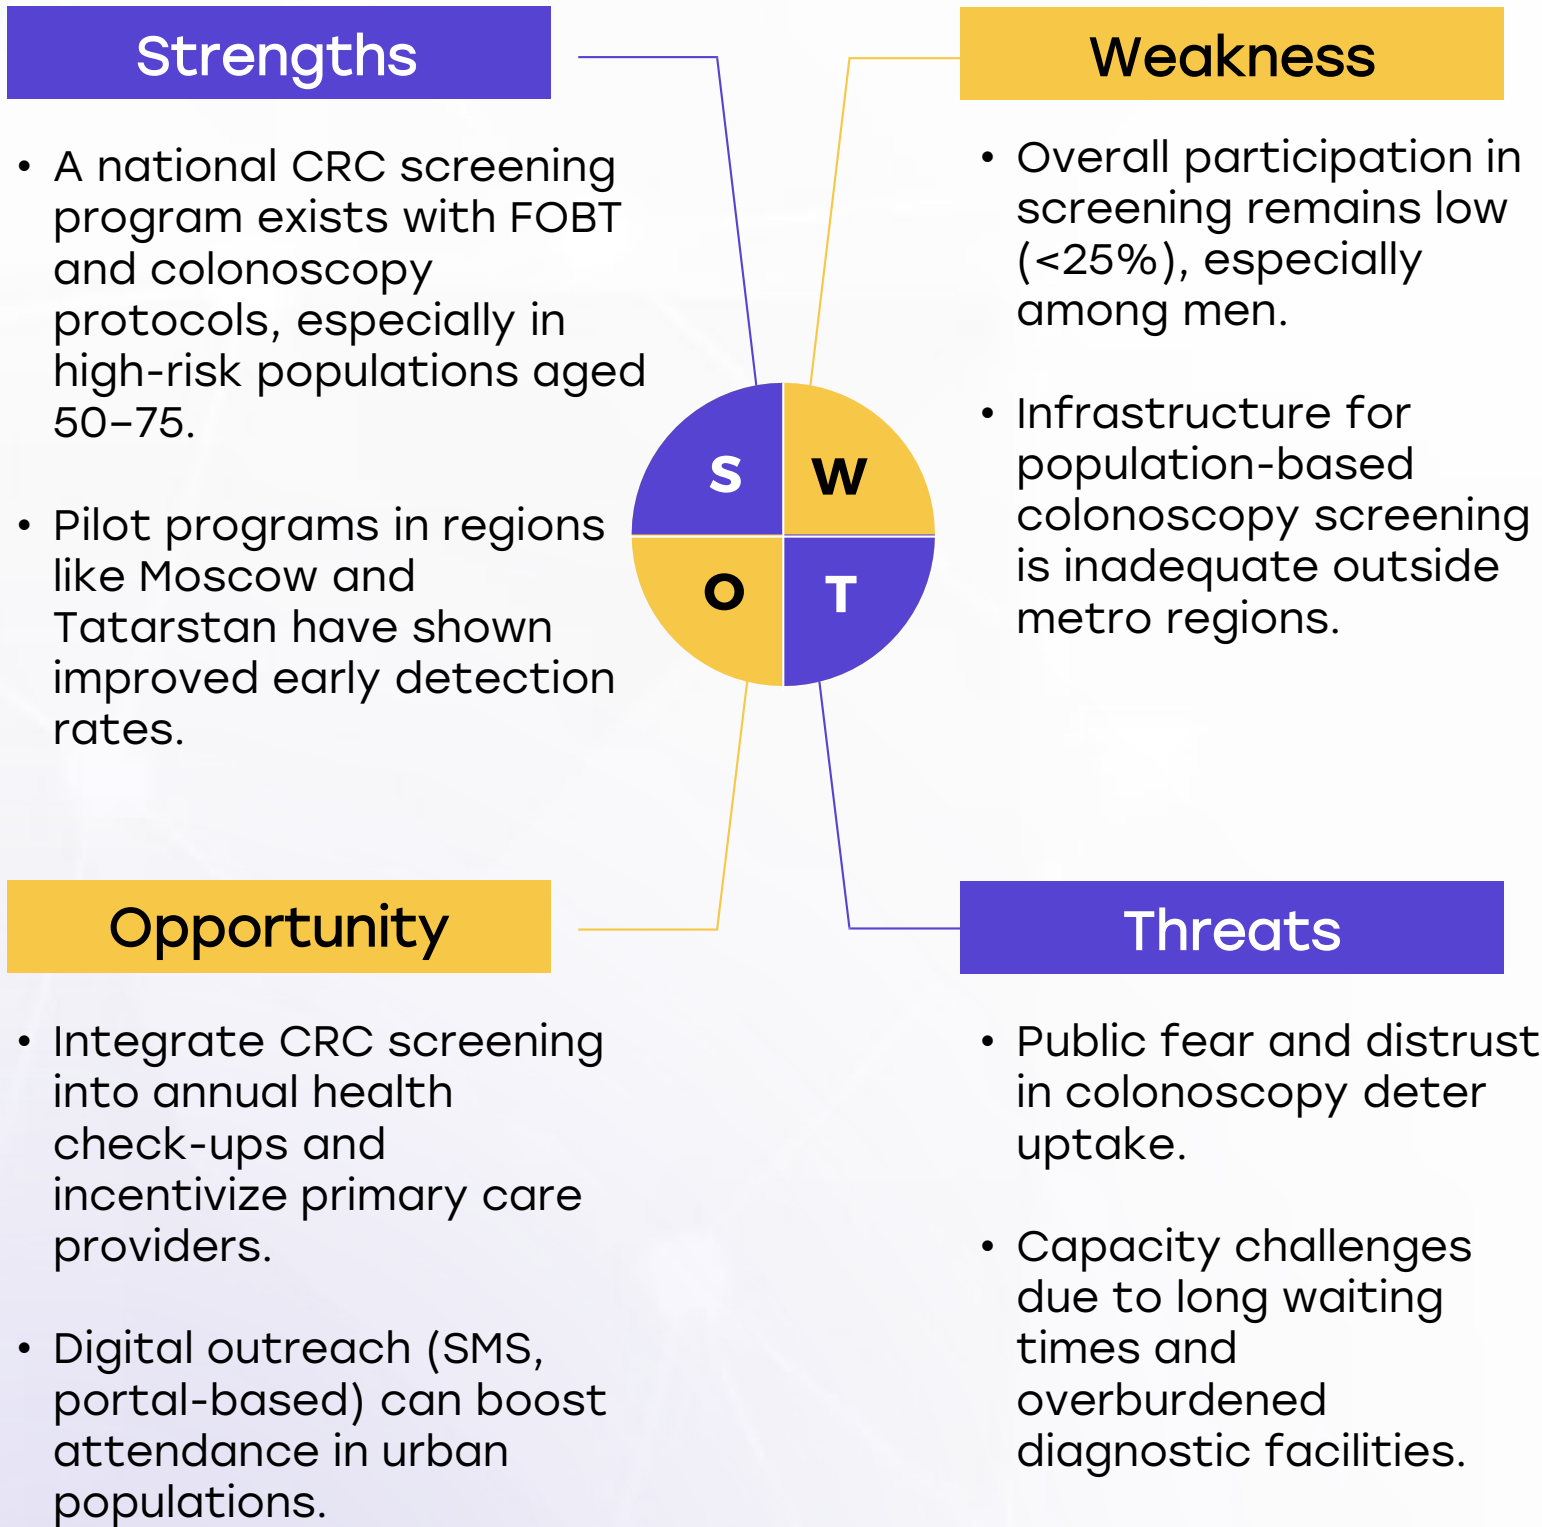 Strengths
• A national CRC screening
program exists with FOBT
and colonoscopy
protocols, especially in
high-risk populations aged
50–75.
• Pilot programs in regions
like Moscow and
Tatarstan have shown
improved early detection
rates.
Weakness
• Overall participation in
screening remains low
(<25%), especially
among men.
• Infrastructure for
population-based
colonoscopy screening
is inadequate outside
metro regions.
S
W
O
T
Opportunity
• Integrate CRC screening
into annual health
check-ups and
incentivize primary care
providers.
• Digital outreach (SMS,
portal-based) can boost
attendance in urban
populations.
Threats
• Public fear and distrust
in colonoscopy deter
uptake.
• Capacity challenges
due to long waiting
times and
overburdened
diagnostic facilities.